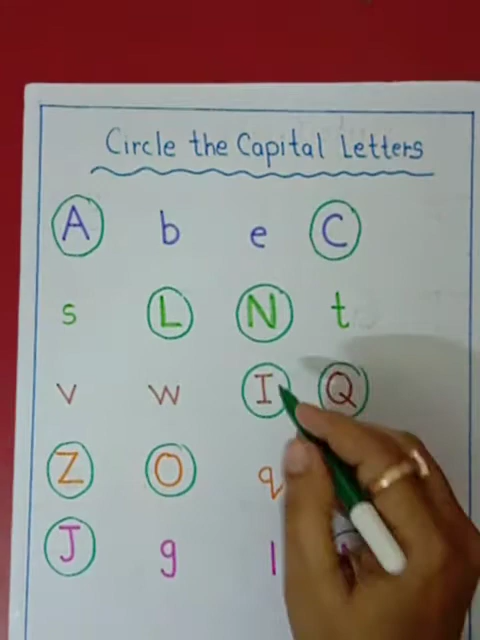 Circle the Capital Letters
A b e C
s L N t
v w I Q
Z O q
J g l